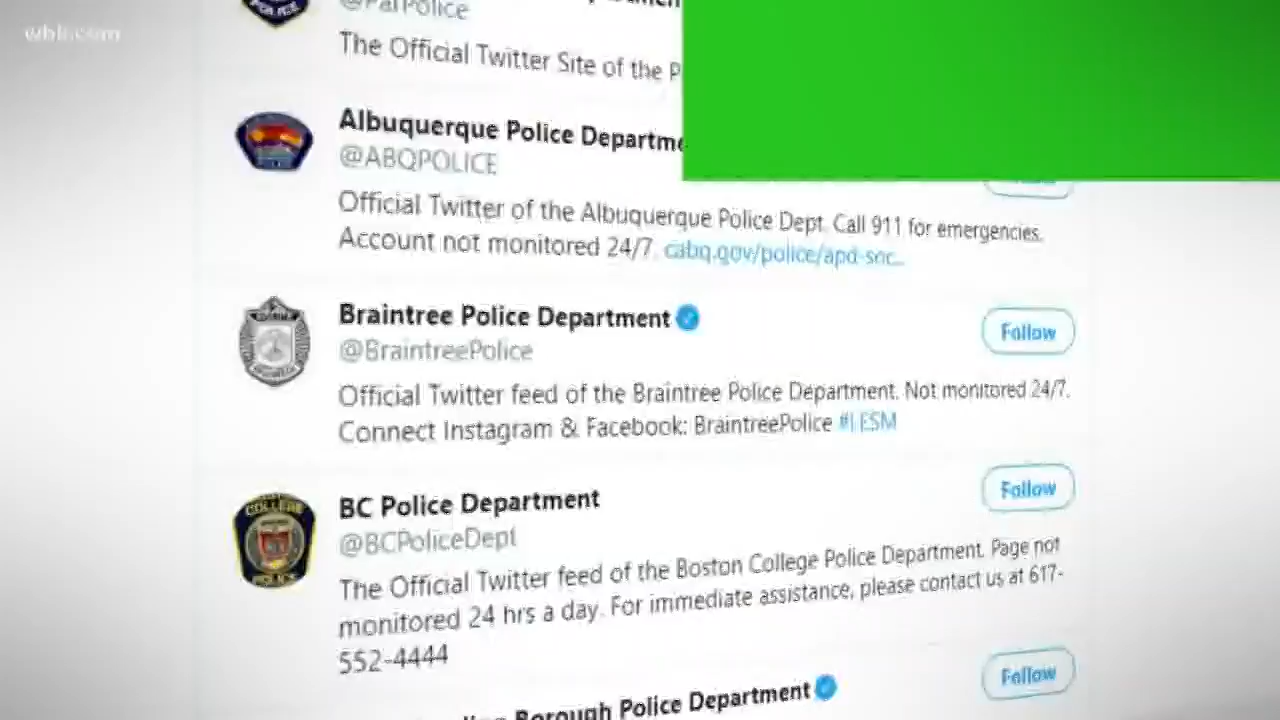 @ParPolice
The Official Twitter Site of the P
Albuquerque Police Departme
@ABQPOLICE
Official Twitter of the Albuquerque Police Dept. Call 911 for emergencies.
Account not monitored 24/7. cabq.gov/police/apd-soc...
Braintree Police Department
Follow
@BraintreePolice
Official Twitter feed of the Braintree Police Department. Not monitored 24/7.
Connect Instagram & Facebook: BraintreePolice #LESM
BC Police Department
Follow
@BCPoliceDept
COLLEGE
POLICE
The Official Twitter feed of the Boston College Police Department. Page not
monitored 24 hrs a day. For immediate assistance, please contact us at 617-
552-4444
Borough Police Department
Follow